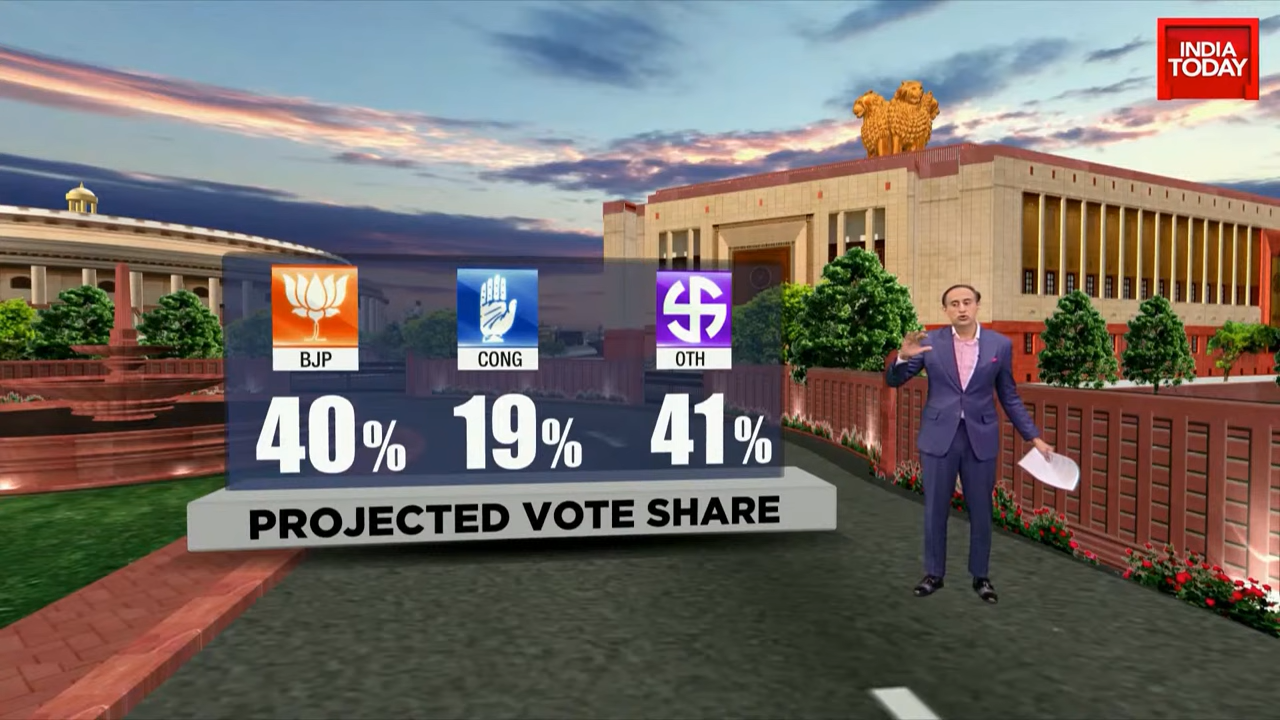 INDIA
TODAY
BJP
CONG
OTH
40%
19%
41%
PROJECTED VOTE SHARE